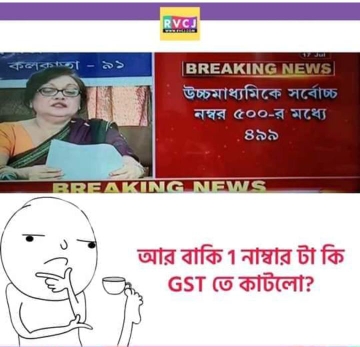 RVCJ
WWW.RVCJ.COM
কলকাতা - ৯১
BREAKING NEWS
উচ্চমাধ্যমিকে সর্বোচ্চ
নম্বর ৫০০-র মধ্যে
৪৯৯
BREAKING NEWS
আর বাকি 1 নাম্বার টা কি
GST তে কাটলো?